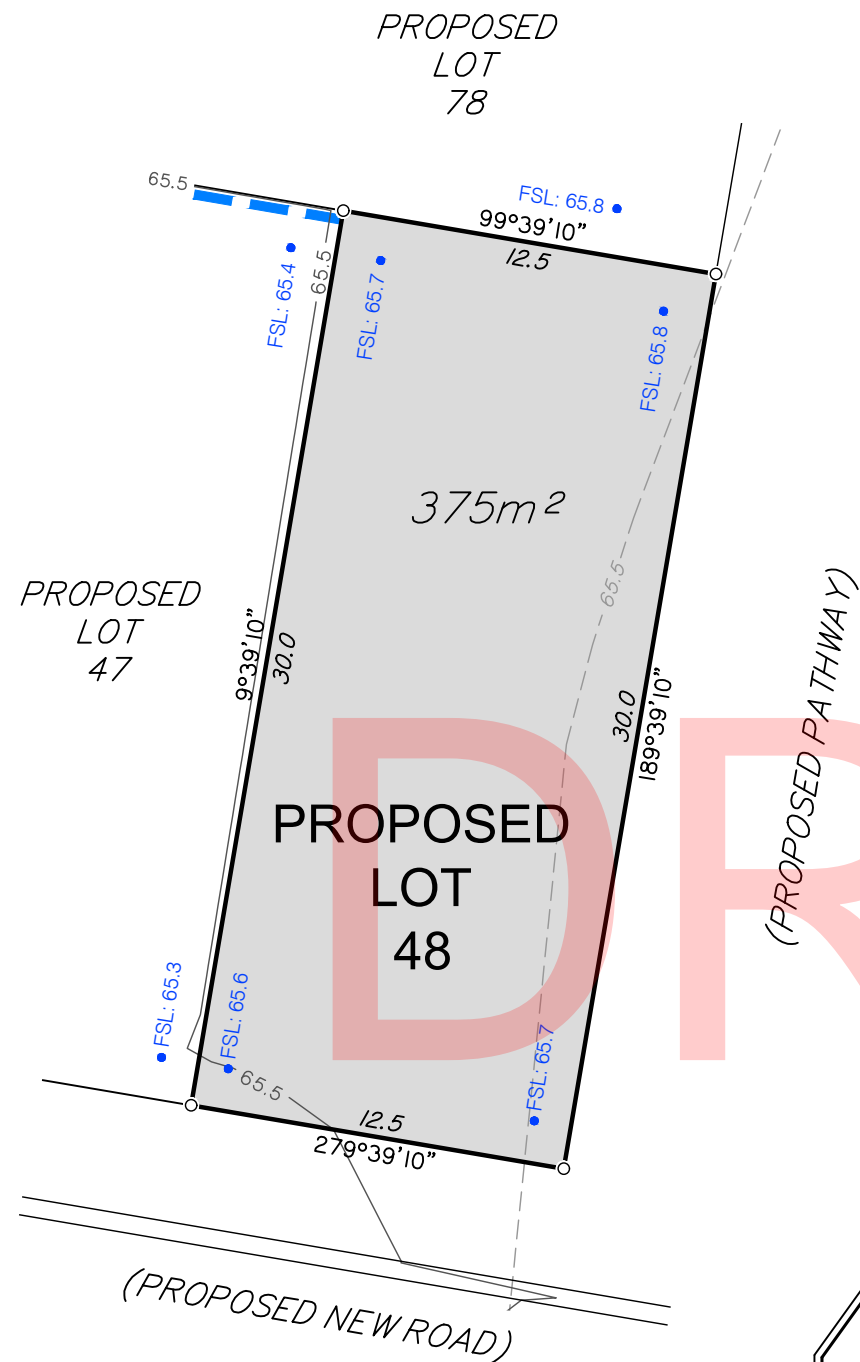 PROPOSED
LOT
78
65.5
FSL: 65.8
99°39'10"
12.5
FSL: 65.4
65.5
FSL: 65.7
FSL: 65.8
375m²
65.5
PROPOSED
LOT
47
9°39'10"
30.0
30.0
189°39'10"
(PROPOSED PATHWAY)
PROPOSED
LOT
48
DR
FSL: 65.3
FSL: 65.6
65.5
FSL: 65.7
12.5
279°39'10"
(PROPOSED NEW ROAD)